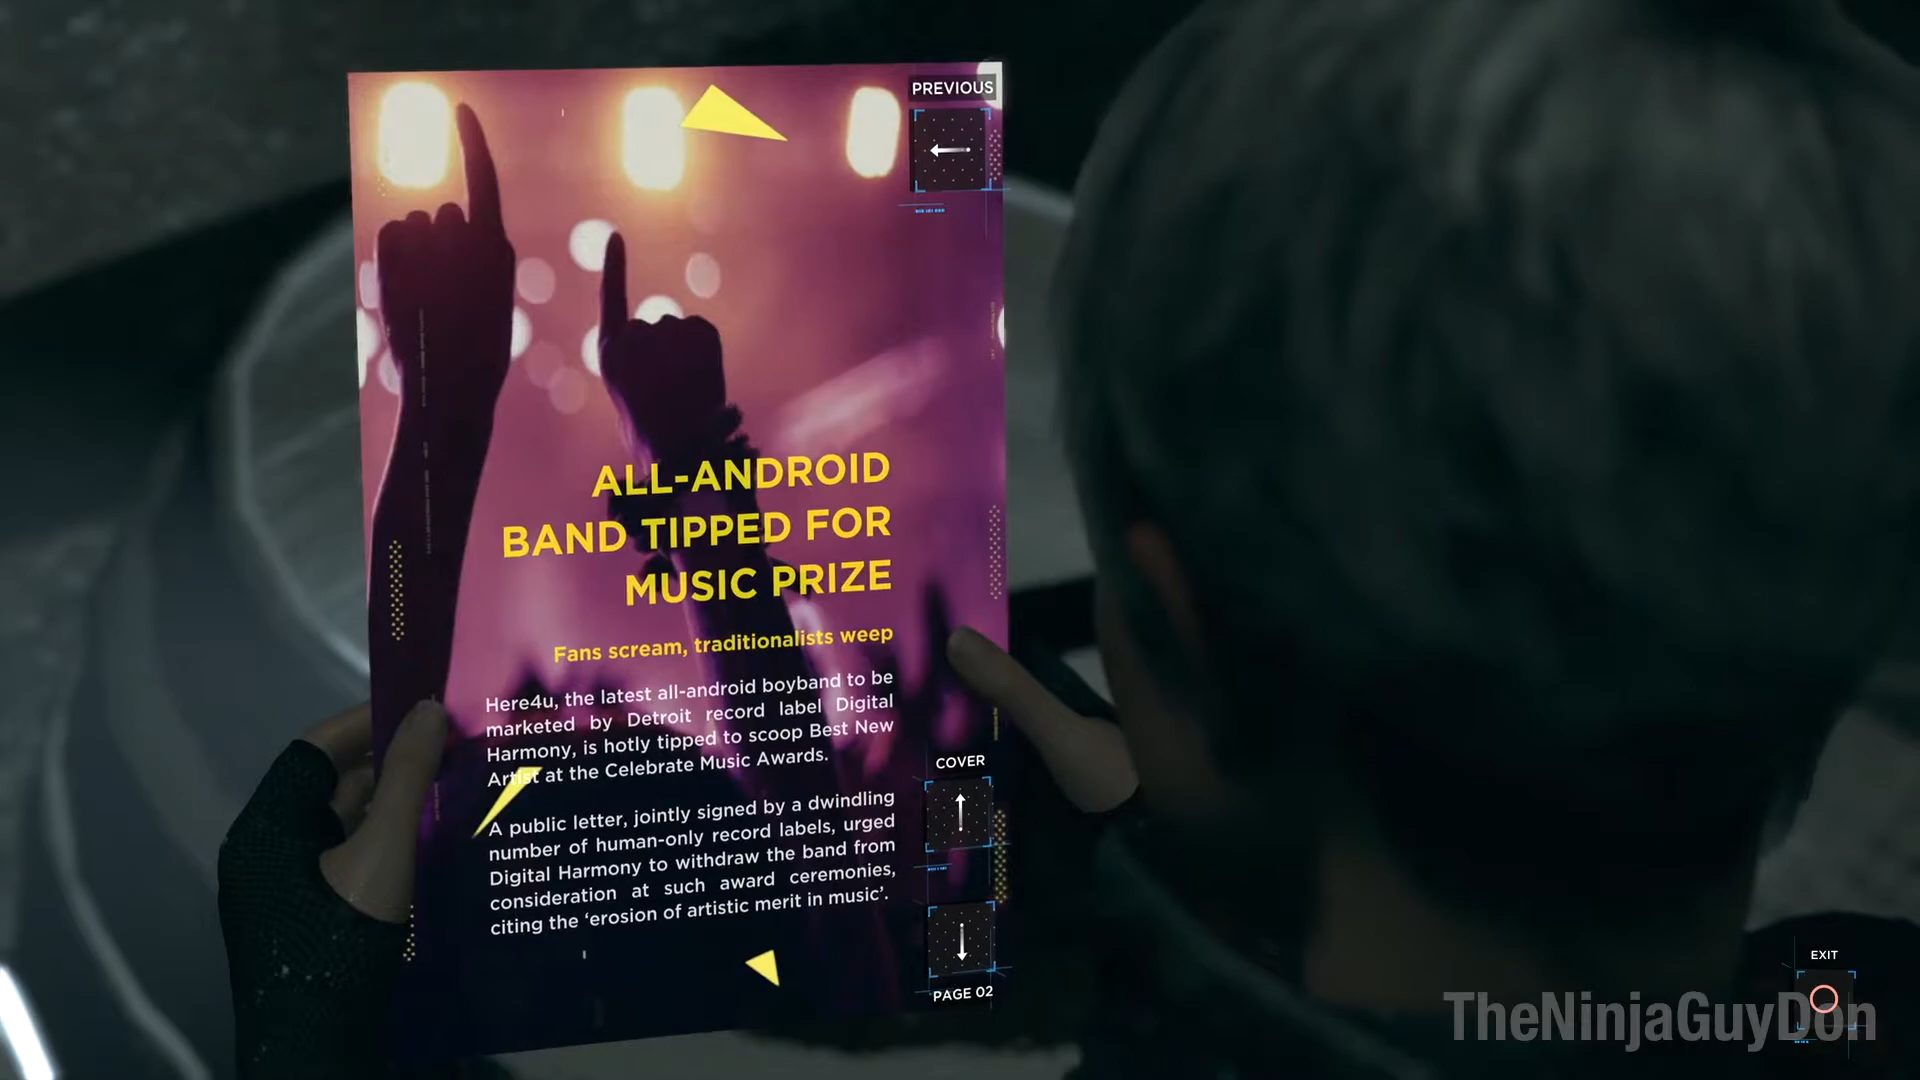 PREVIOUS
ALL-ANDROID
BAND TIPPED FOR
MUSIC PRIZE
Fans scream, traditionalists weep
Here4u, the latest all-android boyband to be
marketed by Detroit record label Digital
Harmony, is hotly tipped to scoop Best New
Artist at the Celebrate Music Awards.
A public letter, jointly signed by a dwindling
number of human-only record labels, urged
Digital Harmony to withdraw the band from
consideration at such award ceremonies,
citing the ‘erosion of artistic merit in music’.
COVER
PAGE 02
EXIT
TheNinjaGuyDon